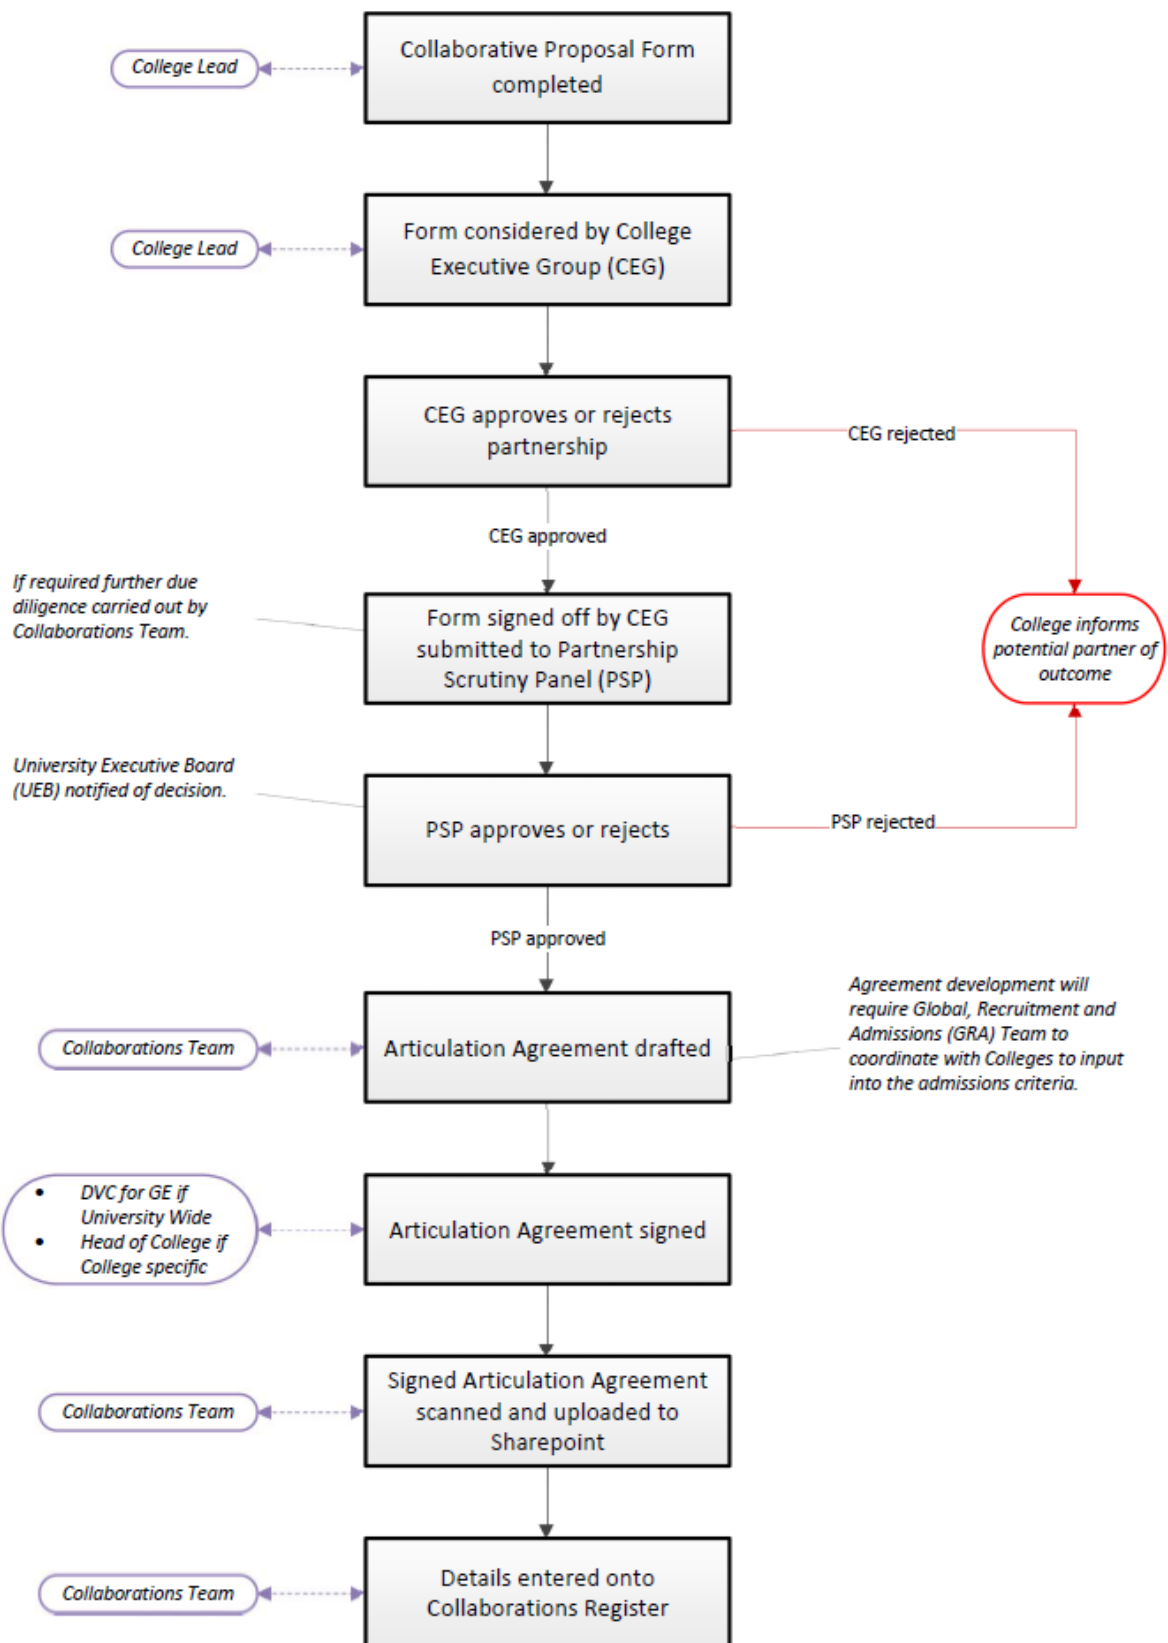 College Lead
Collaborative Proposal Form
completed
College Lead
Form considered by College
Executive Group (CEG)
CEG approves or rejects
partnership
CEG rejected
CEG approved
If required further due
diligence carried out by
Collaborations Team.
Form signed off by CEG
submitted to Partnership
Scrutiny Panel (PSP)
College informs
potential partner of
outcome
University Executive Board
(UEB) notified of decision.
PSP approves or rejects
PSP rejected
PSP approved
Collaborations Team
Articulation Agreement drafted
Agreement development will
require Global, Recruitment and
Admissions (GRA) Team to
coordinate with Colleges to input
into the admissions criteria.
• DVC for GE if
University Wide
• Head of College if
College specific
Articulation Agreement signed
Collaborations Team
Signed Articulation Agreement
scanned and uploaded to
Sharepoint
Collaborations Team
Details entered onto
Collaborations Register